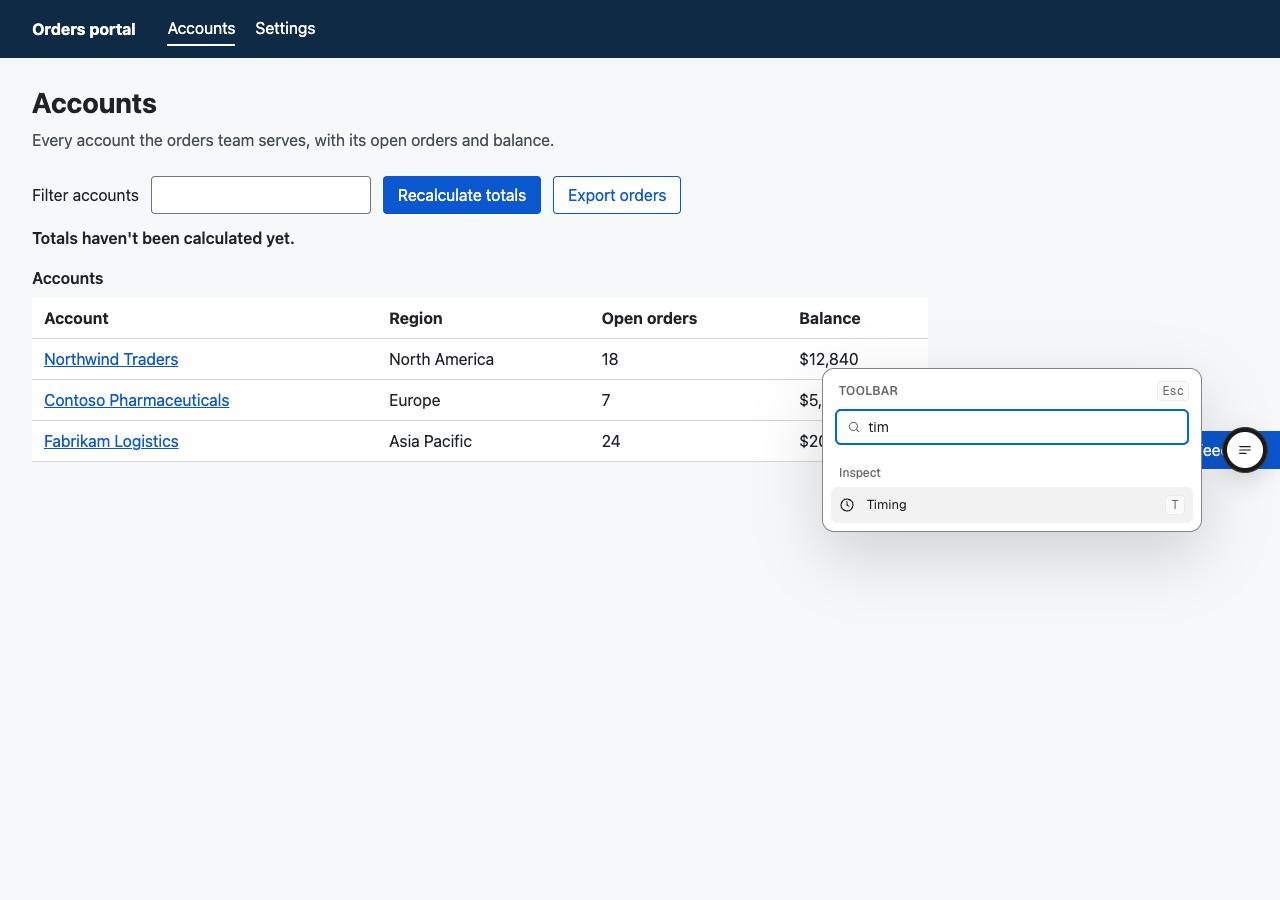 Orders portal Accounts Settings
Accounts
Every account the orders team serves, with its open orders and balance.
Filter accounts Recalculate totals Export orders
Totals haven't been calculated yet.
Accounts
Account Region Open orders Balance
Northwind Traders North America 18 $12,840
Contoso Pharmaceuticals Europe 7
Fabrikam Logistics Asia Pacific 24
TOOLBAR Esc
tim
Inspect
Timing T